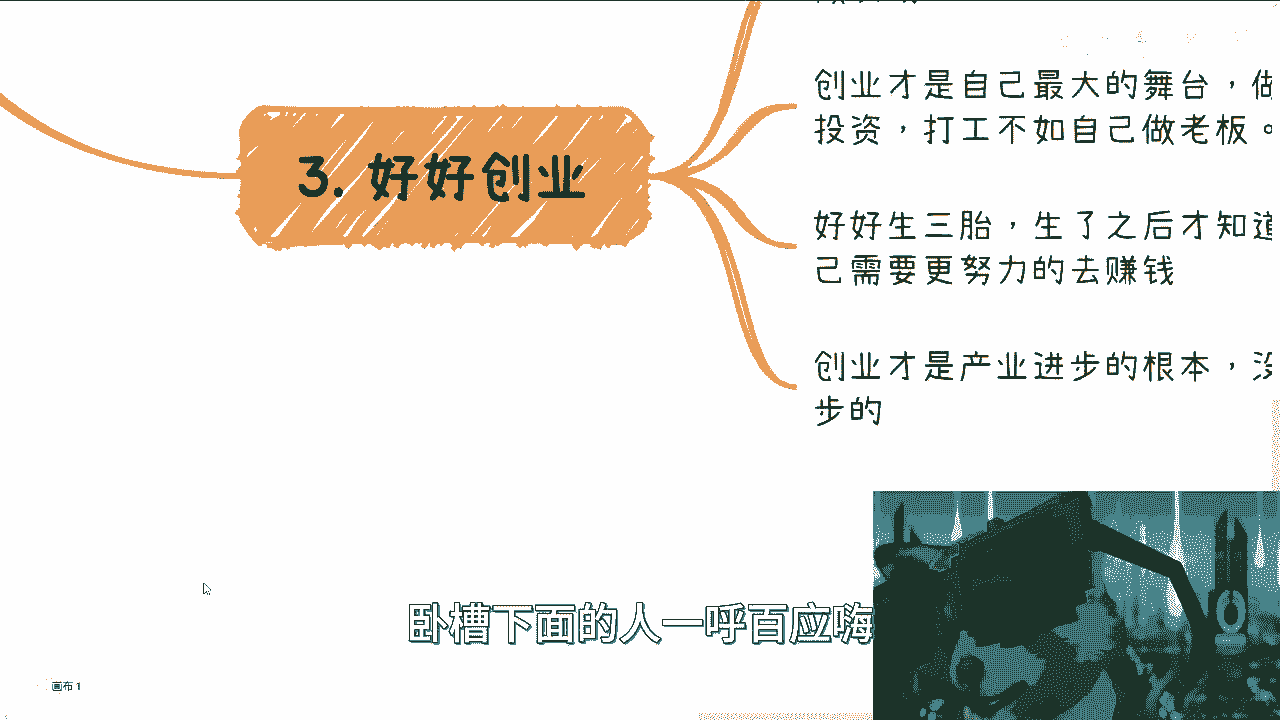 3. 好好创业
创业才是自己最大的舞台，做
投资，打工不如自己做老板。
好好生三胎，生了之后才知道
己需要更努力的去赚钱
创业才是产业进步的根本，没
步的
卧槽下面的人一呼百应嗨
画布 1